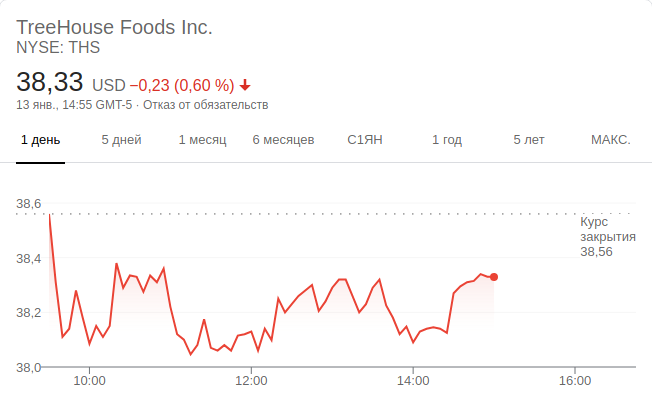 TreeHouse Foods Inc.
NYSE: THS
38,33 USD −0,23 (0,60 %)
13 янв., 14:55 GMT-5 · Отказ от обязательств
1 день 5 дней 1 месяц 6 месяцев С1ЯН 1 год 5 лет МАКС.
38,6
Курс
закрытия
38,56
38,4
38,2
38,0
10:00 12:00 14:00 16:00